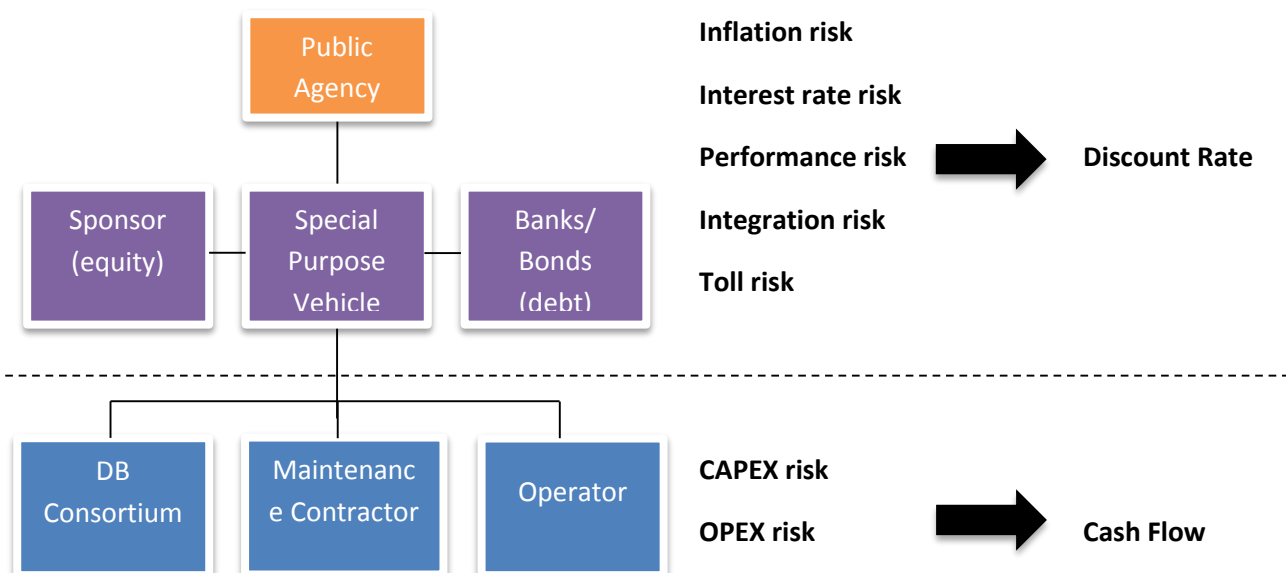 Public
Agency
Sponsor
(equity)
Special
Purpose
Vehicle
Banks/
Bonds
(debt)
Inflation risk
Interest rate risk
Performance risk
Integration risk
Toll risk
Discount Rate
DB
Consortium
Maintenanc
e Contractor
Operator
CAPEX risk
OPEX risk
Cash Flow